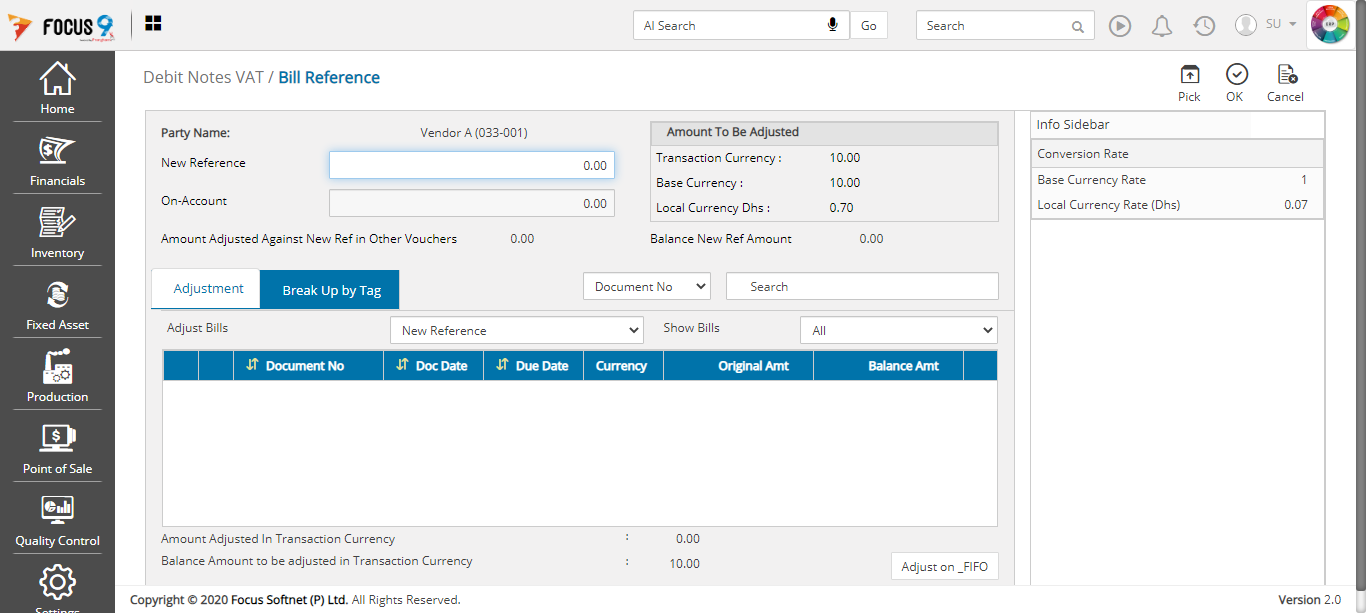 FOCUS 9
AI Search
Go
Search
SU
ERP
Home
Financials
Inventory
Fixed Asset
Production
Point of Sale
Quality Control
Settings
Debit Notes VAT / Bill Reference
Pick
OK
Cancel
Party Name: Vendor A (033-001)
New Reference 0.00
On-Account 0.00
Amount To Be Adjusted
Transaction Currency : 10.00
Base Currency : 10.00
Local Currency Dhs : 0.70
Amount Adjusted Against New Ref in Other Vouchers 0.00
Balance New Ref Amount 0.00
Adjustment
Break Up by Tag
Document No
Search
Adjust Bills New Reference
Show Bills All
Document No Doc Date Due Date Currency Original Amt Balance Amt
Amount Adjusted In Transaction Currency : 0.00
Balance Amount to be adjusted in Transaction Currency : 10.00
Adjust on _FIFO
Info Sidebar
Conversion Rate
Base Currency Rate 1
Local Currency Rate (Dhs) 0.07
Copyright © 2020 Focus Softnet (P) Ltd. All Rights Reserved.
Version 2.0